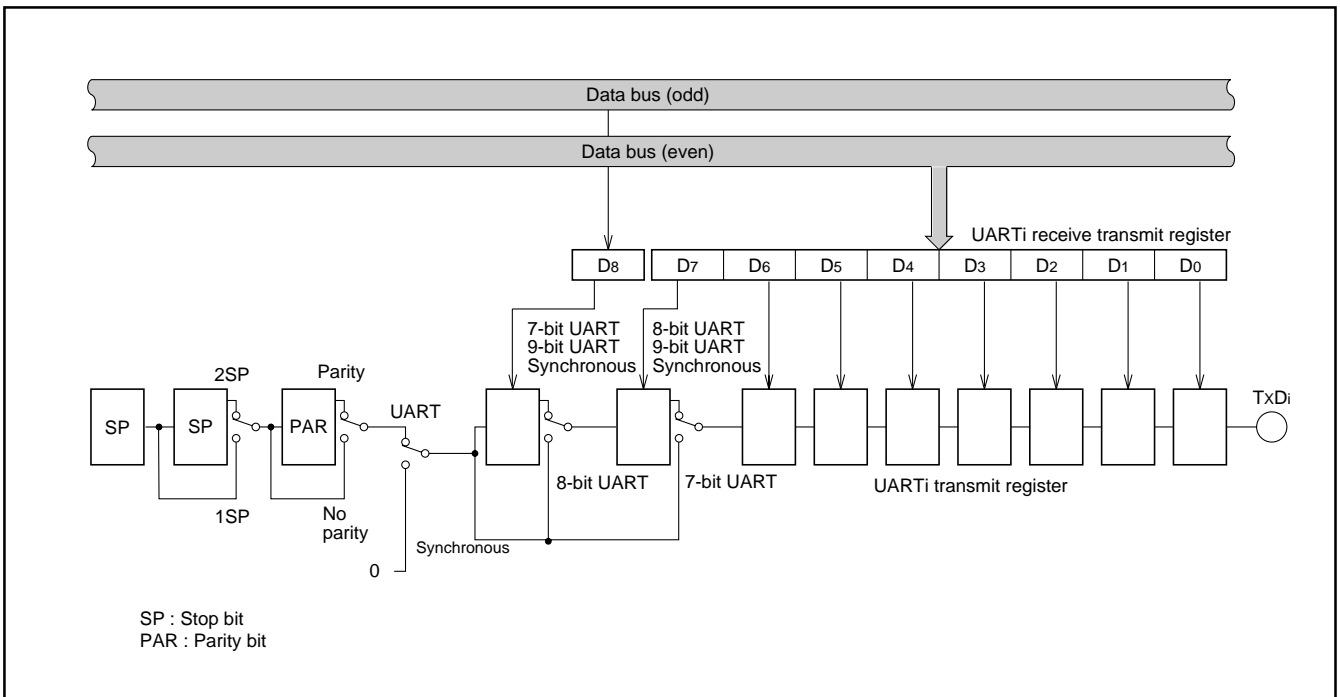 Data bus (odd)
Data bus (even)
UARTi receive transmit register
D8 D7 D6 D5 D4 D3 D2 D1 D0
7-bit UART
9-bit UART
Synchronous
8-bit UART
9-bit UART
Synchronous
2SP
Parity
UART
TxDi
SP
SP
PAR
8-bit UART
7-bit UART
UARTi transmit register
1SP
No
parity
Synchronous
0
SP : Stop bit
PAR : Parity bit